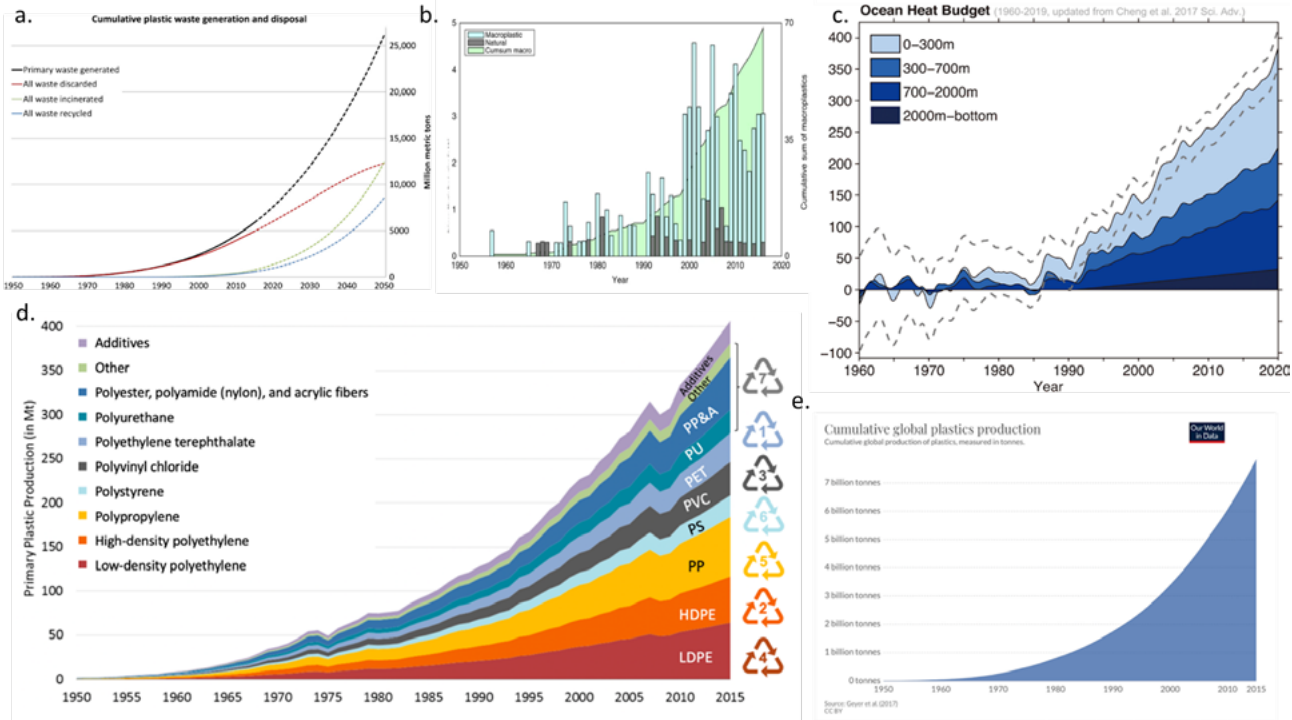 a.
Cumulative plastic waste generation and disposal
Primary waste generated
All waste discarded
All waste incinerated
All waste recycled
25,000
20,000
15,000
10,000
5000
0
Million metric tons
1950 1960 1970 1980 1990 2000 2010 2020 2030 2040 2050
b.
Macroplastic
Natural
Cumsum macro
5
4
3
2
1
0
70
35
0
Cumulative sum of macroplastics
1950 1960 1970 1980 1990 2000 2010 2020
Year
c.
Ocean Heat Budget (1960-2019, updated from Cheng et al. 2017 Sci. Adv.)
0-300m
300-700m
700-2000m
2000m-bottom
400
350
300
250
200
150
100
50
0
-50
-100
1960 1970 1980 1990 2000 2010 2020
Year
d.
Primary Plastic Production (in Mt)
400
350
300
250
200
150
100
50
0
Additives
Other
Polyester, polyamide (nylon), and acrylic fibers
Polyurethane
Polyethylene terephthalate
Polyvinyl chloride
Polystyrene
Polypropylene
High-density polyethylene
Low-density polyethylene
Additives
Other
PP&A
PU
PET
PVC
PS
PP
HDPE
LDPE
7
1
3
6
5
2
4
1950 1955 1960 1965 1970 1975 1980 1985 1990 1995 2000 2005 2010 2015
e.
Cumulative global plastics production
Cumulative global production of plastics, measured in tonnes.
Our World
in Data
7 billion tonnes
6 billion tonnes
5 billion tonnes
4 billion tonnes
3 billion tonnes
2 billion tonnes
1 billion tonnes
0 tonnes
1950 1960 1970 1980 1990 2000 2015
Source: Geyer et al. (2017)
CC BY